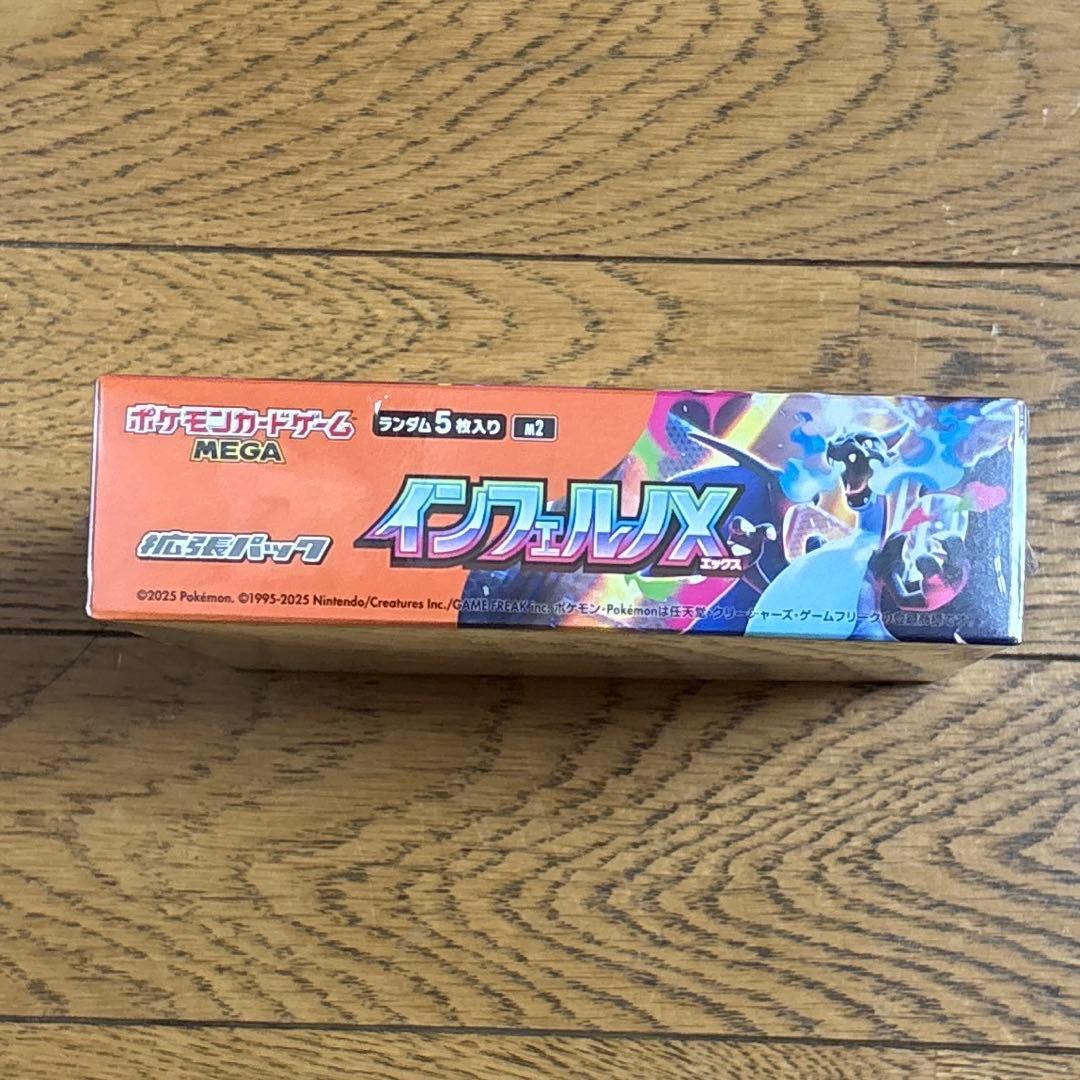 ポケモンカードゲーム
MEGA
ランダム5枚入り M2
インフェルノX
エックス
拡張パック
©2025 Pokémon. ©1995-2025 Nintendo/Creatures Inc./GAME FREAK inc. ポケモン・Pokémonは任天堂・クリーチャーズ・ゲームフリークの登録商標です。